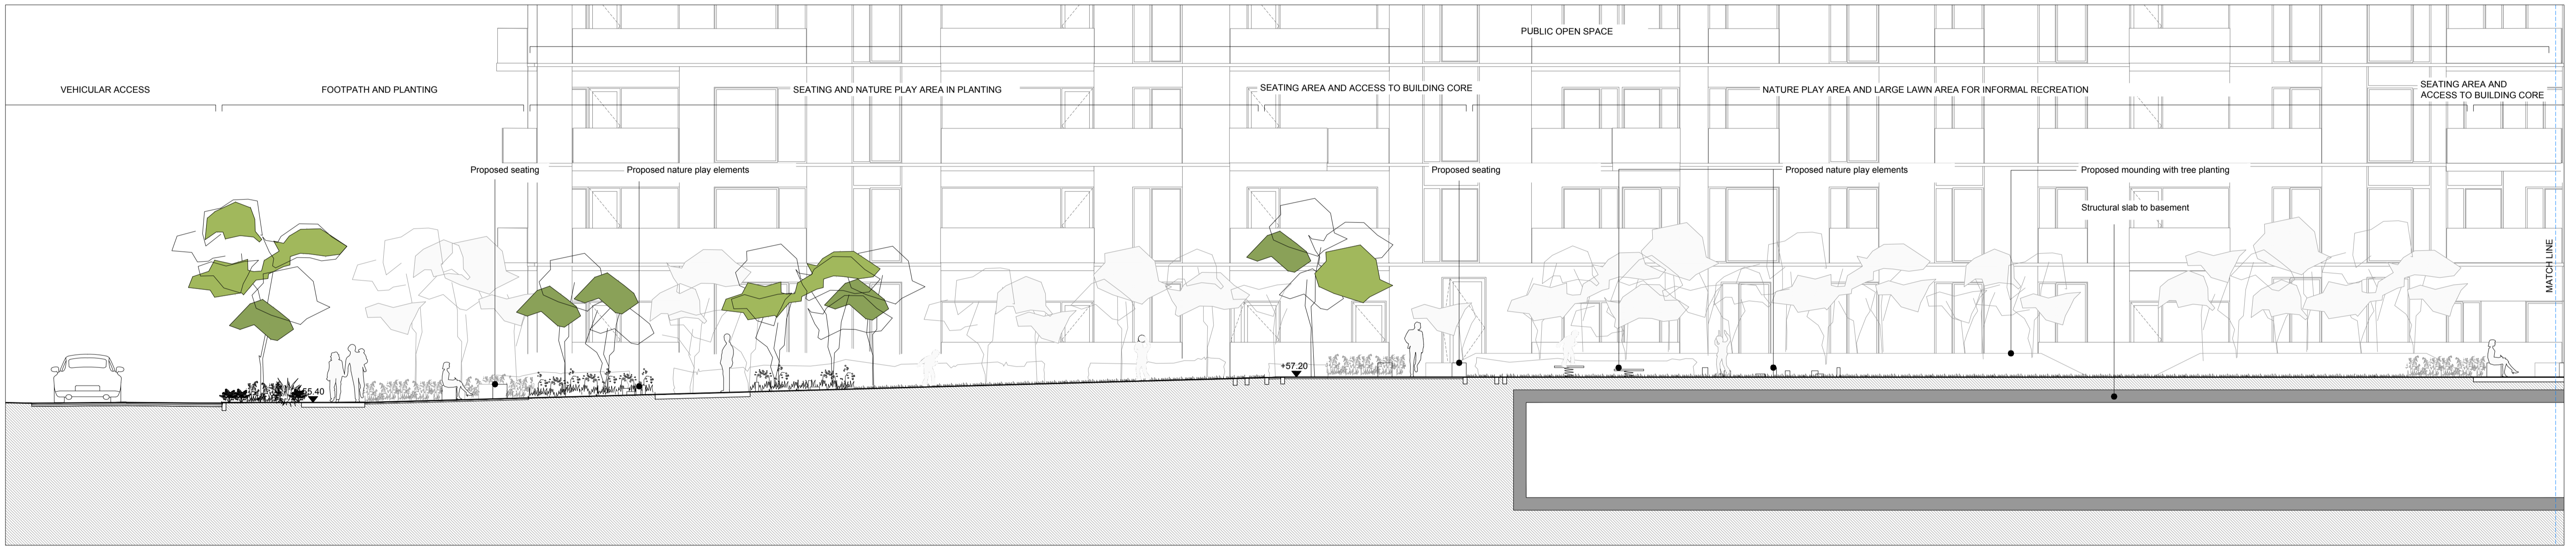 PUBLIC OPEN SPACE
VEHICULAR ACCESS
FOOTPATH AND PLANTING
SEATING AND NATURE PLAY AREA IN PLANTING
SEATING AREA AND ACCESS TO BUILDING CORE
NATURE PLAY AREA AND LARGE LAWN AREA FOR INFORMAL RECREATION
SEATING AREA AND
ACCESS TO BUILDING CORE
Proposed seating
Proposed nature play elements
Proposed seating
Proposed nature play elements
Proposed mounding with tree planting
Structural slab to basement
MATCH LINE
+57.20
55.40